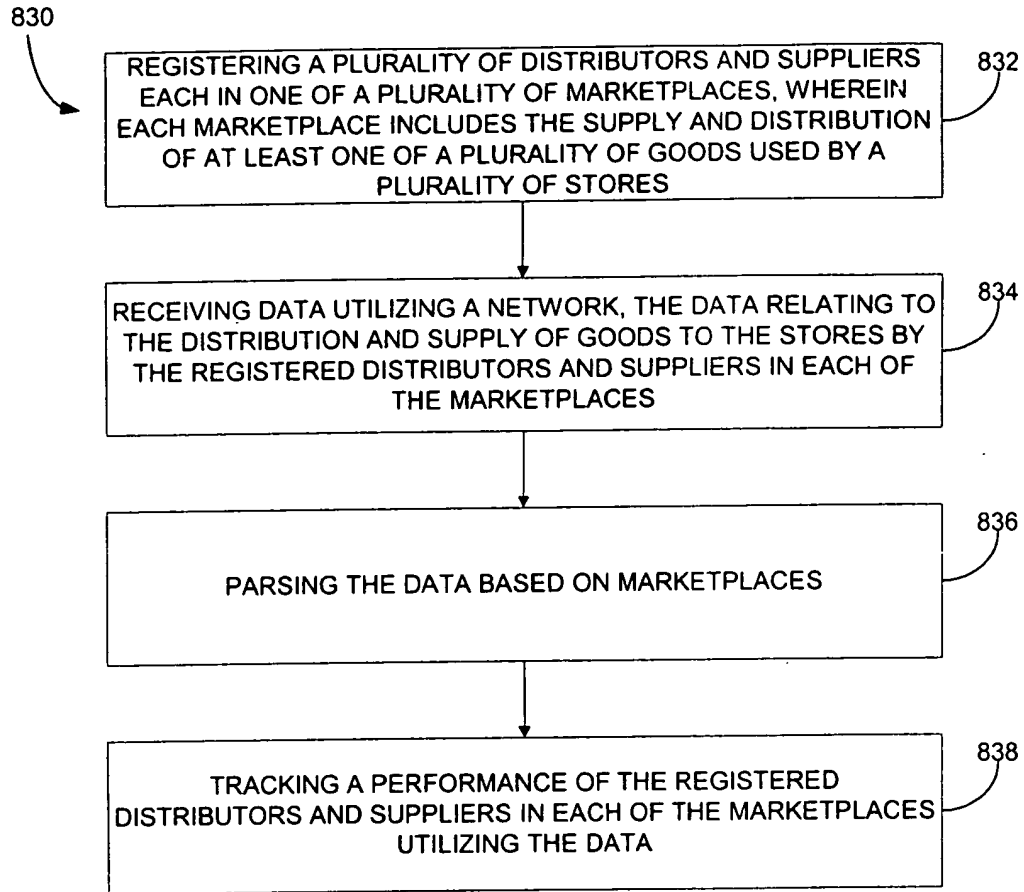 830
REGISTERING A PLURALITY OF DISTRIBUTORS AND SUPPLIERS
EACH IN ONE OF A PLURALITY OF MARKETPLACES, WHEREIN
EACH MARKETPLACE INCLUDES THE SUPPLY AND DISTRIBUTION
OF AT LEAST ONE OF A PLURALITY OF GOODS USED BY A
PLURALITY OF STORES
832
RECEIVING DATA UTILIZING A NETWORK, THE DATA RELATING TO
THE DISTRIBUTION AND SUPPLY OF GOODS TO THE STORES BY
THE REGISTERED DISTRIBUTORS AND SUPPLIERS IN EACH OF
THE MARKETPLACES
834
PARSING THE DATA BASED ON MARKETPLACES
836
TRACKING A PERFORMANCE OF THE REGISTERED
DISTRIBUTORS AND SUPPLIERS IN EACH OF THE MARKETPLACES
UTILIZING THE DATA
838